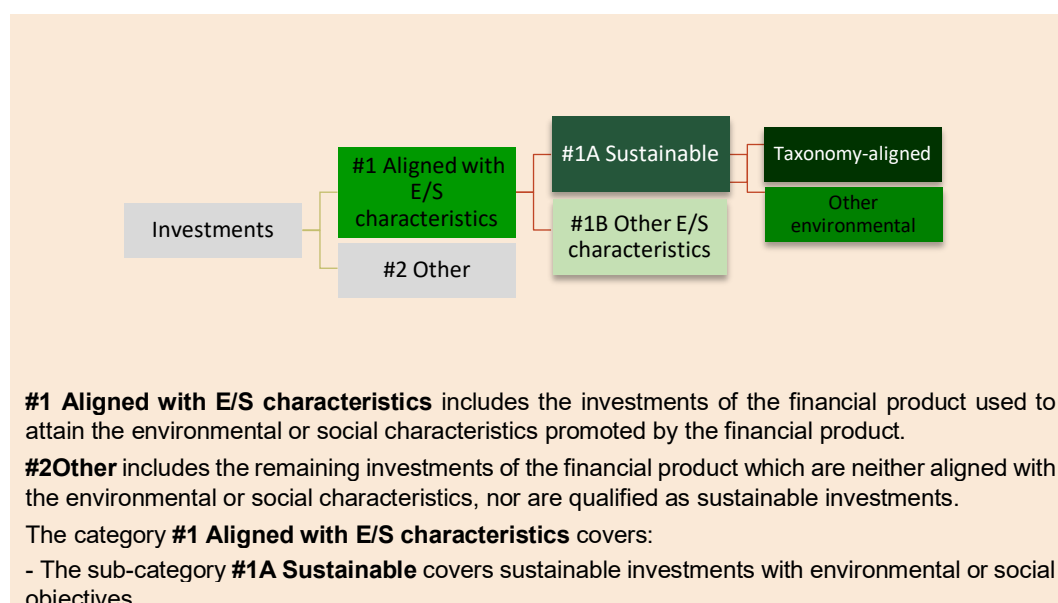 Investments
#1 Aligned with
E/S
characteristics
#2 Other
#1A Sustainable
#1B Other E/S
characteristics
Taxonomy-aligned
Other
environmental
#1 Aligned with E/S characteristics includes the investments of the financial product used to
attain the environmental or social characteristics promoted by the financial product.
#2Other includes the remaining investments of the financial product which are neither aligned with
the environmental or social characteristics, nor are qualified as sustainable investments.
The category #1 Aligned with E/S characteristics covers:
- The sub-category #1A Sustainable covers sustainable investments with environmental or social
objectives